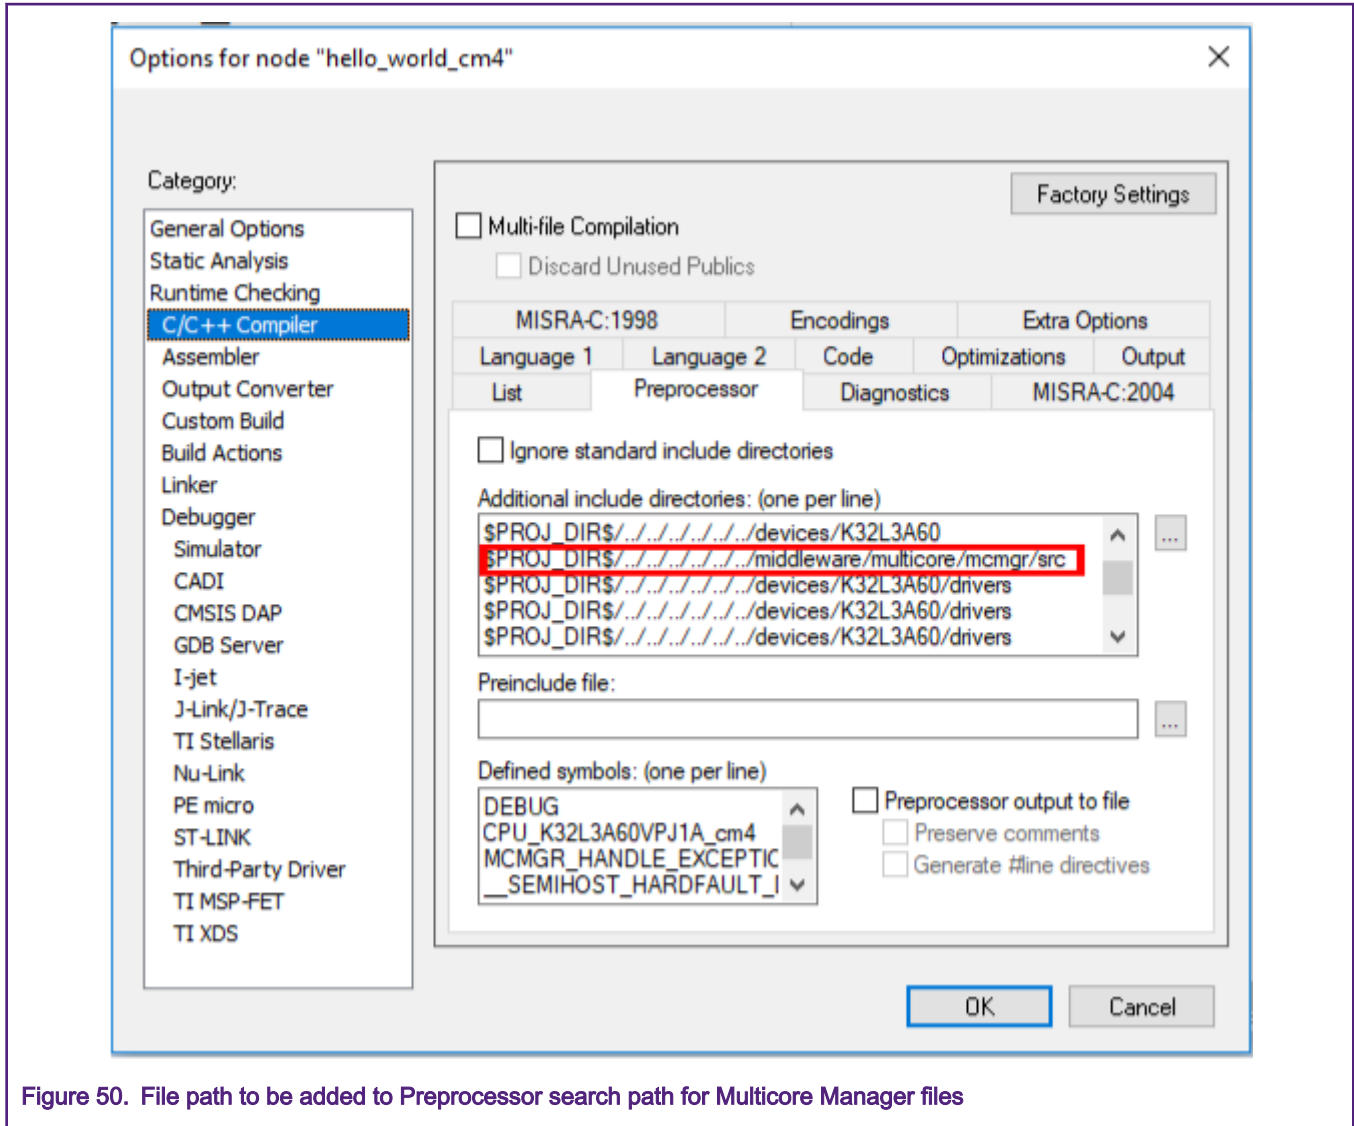 Options for node "hello_world_cm4"
Category:
General Options
Static Analysis
Runtime Checking
C/C++ Compiler
Assembler
Output Converter
Custom Build
Build Actions
Linker
Debugger
Simulator
CADI
CMSIS DAP
GDB Server
I-jet
J-Link/J-Trace
TI Stellaris
Nu-Link
PE micro
ST-LINK
Third-Party Driver
TI MSP-FET
TI XDS
Factory Settings
Multi-file Compilation
Discard Unused Publics
MISRA-C:1998 Encodings Extra Options
Language 1 Language 2 Code Optimizations Output
List Preprocessor Diagnostics MISRA-C:2004
Ignore standard include directories
Additional include directories: (one per line)
$PROJ_DIR$/../../../../../../../devices/K32L3A60
$PROJ_DIR$/../../../../../../../middleware/multicore/mcmgr/src
$PROJ_DIR$/../../../../../../../devices/K32L3A60/drivers
$PROJ_DIR$/../../../../../../../devices/K32L3A60/drivers
$PROJ_DIR$/../../../../../../../devices/K32L3A60/drivers
...
Preinclude file:
...
Defined symbols: (one per line)
DEBUG
CPU_K32L3A60VPJ1A_cm4
MCMGR_HANDLE_EXCEPTIC
__SEMIHOST_HARDFAULT_I
Preprocessor output to file
Preserve comments
Generate #line directives
OK Cancel
Figure 50. File path to be added to Preprocessor search path for Multicore Manager files